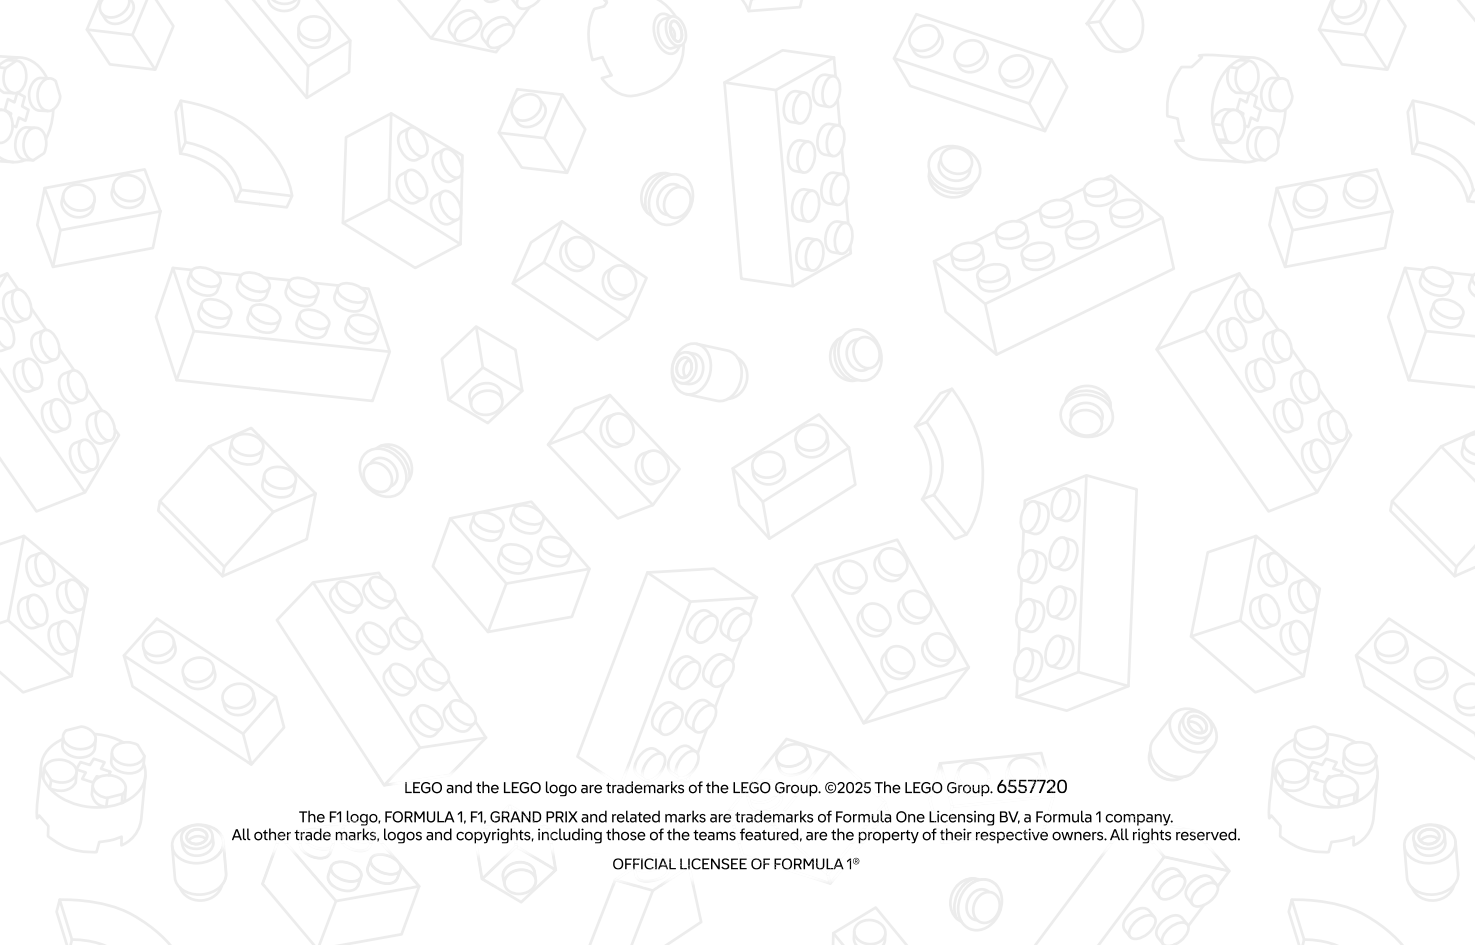 LEGO and the LEGO logo are trademarks of the LEGO Group. ©2025 The LEGO Group. 6557720
The F1 logo, FORMULA 1, F1, GRAND PRIX and related marks are trademarks of Formula One Licensing BV, a Formula 1 company.
All other trade marks, logos and copyrights, including those of the teams featured, are the property of their respective owners. All rights reserved.
OFFICIAL LICENSEE OF FORMULA 1®